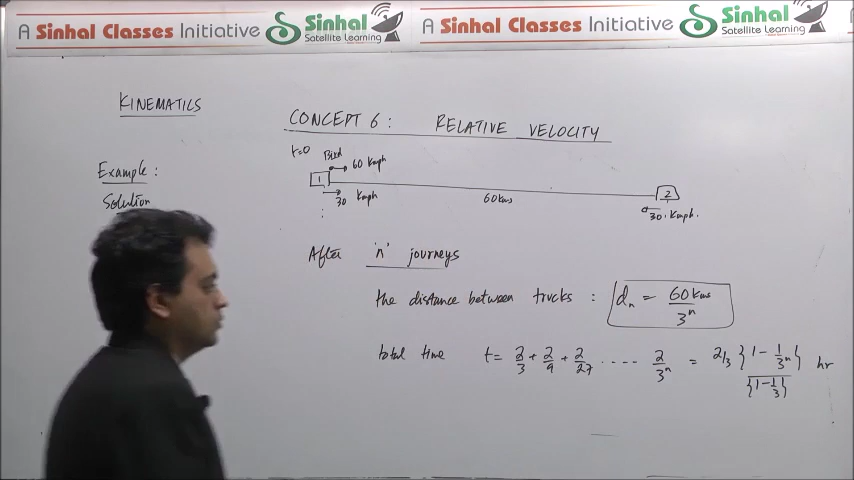 A Sinhal Classes Initiative Sinhal Satellite Learning A Sinhal Classes Initiative Sinhal Satellite Learning A
KINEMATICS
CONCEPT 6: RELATIVE VELOCITY
t=0 Bird 60 Kmph
Example:
1 60 Kms 2
Solution 30 Kmph 30 Kmph.
After 'n' journeys
the distance between trucks : dn = 60 Kms / 3^n
total time t = 2/3 + 2/9 + 2/27 ..... 2/3^n = 2/3 {1 - 1/3^n} / {1 - 1/3} hr